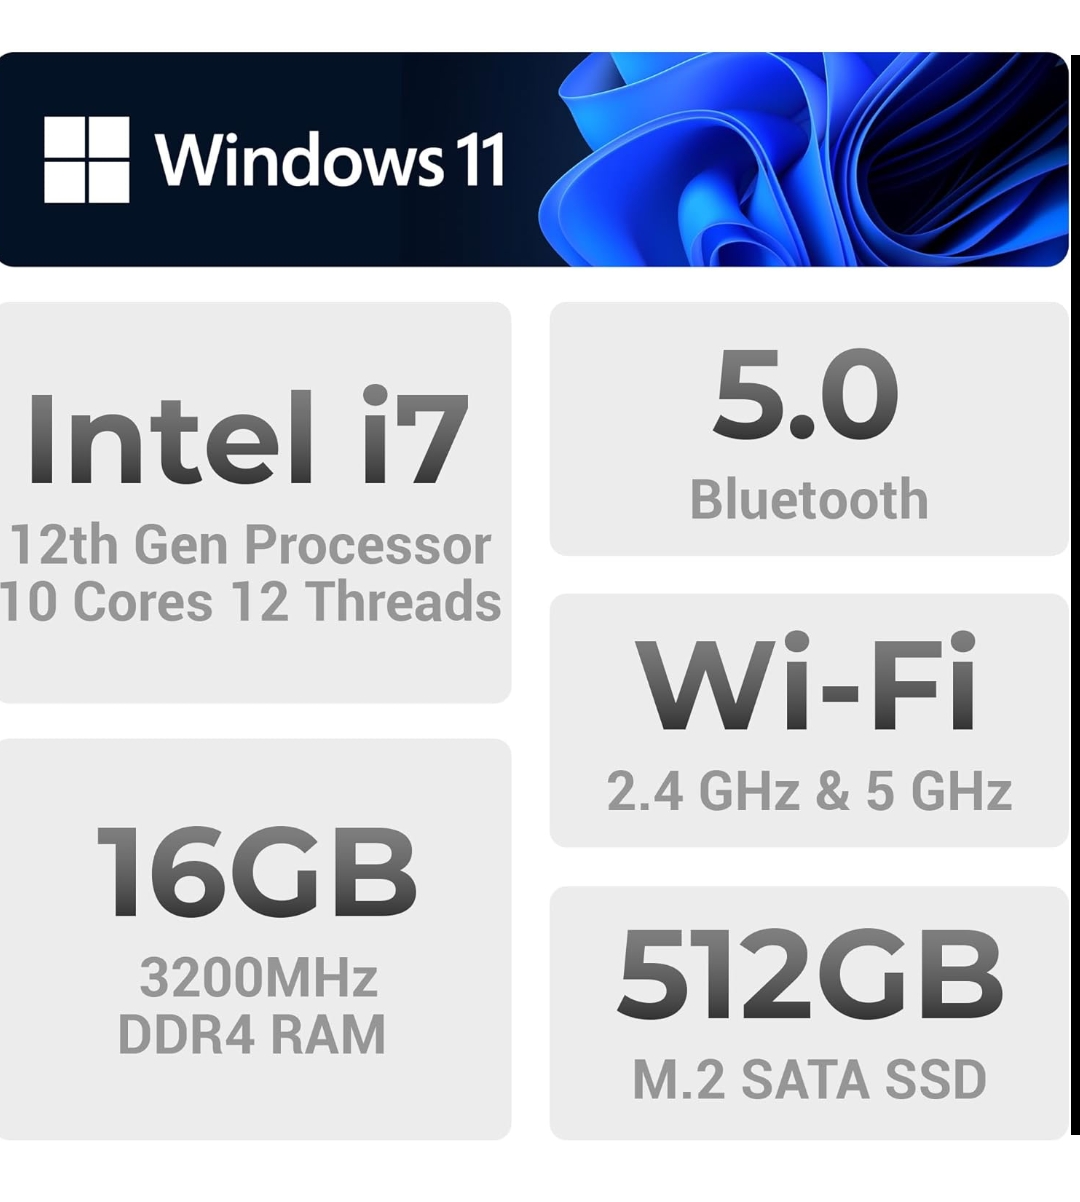 Windows 11
Intel i7
12th Gen Processor
10 Cores 12 Threads
16GB
3200MHz
DDR4 RAM
5.0
Bluetooth
Wi-Fi
2.4 GHz & 5 GHz
512GB
M.2 SATA SSD